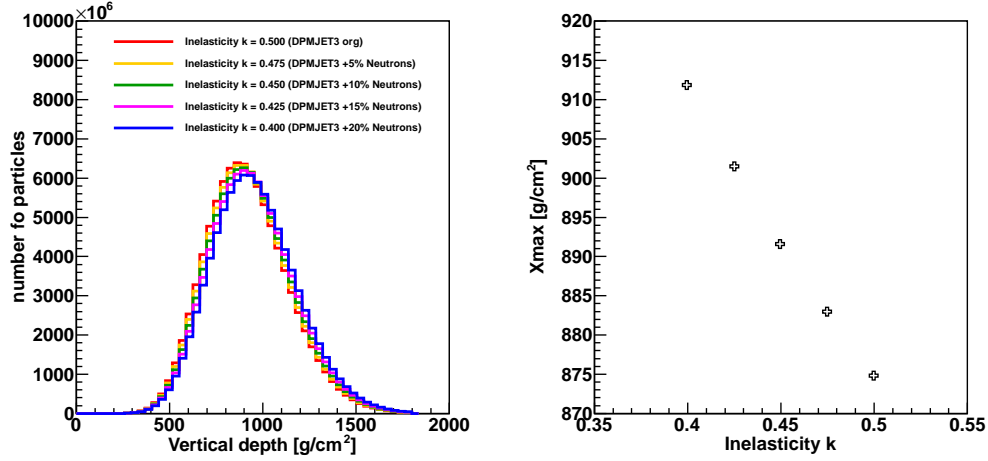 ×10⁶
10000
9000
8000
7000
6000
5000
4000
3000
2000
1000
0
number fo particles
Inelasticity k = 0.500 (DPMJET3 org)
Inelasticity k = 0.475 (DPMJET3 +5% Neutrons)
Inelasticity k = 0.450 (DPMJET3 +10% Neutrons)
Inelasticity k = 0.425 (DPMJET3 +15% Neutrons)
Inelasticity k = 0.400 (DPMJET3 +20% Neutrons)
0 500 1000 1500 2000
Vertical depth [g/cm²]
920
915
910
905
900
895
890
885
880
875
870
Xmax [g/cm²]
0.35 0.4 0.45 0.5 0.55
Inelasticity k